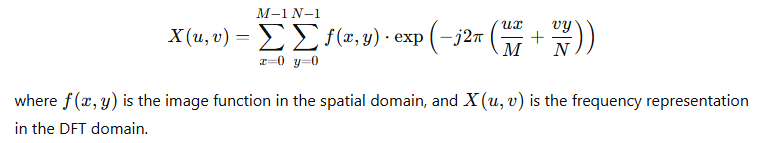 X(u, v) = \sum_{x=0}^{M-1} \sum_{y=0}^{N-1} f(x, y) \cdot \exp \left( -j2\pi \left( \frac{ux}{M} + \frac{vy}{N} \right) \right)
where f(x, y) is the image function in the spatial domain, and X(u, v) is the frequency representation
in the DFT domain.